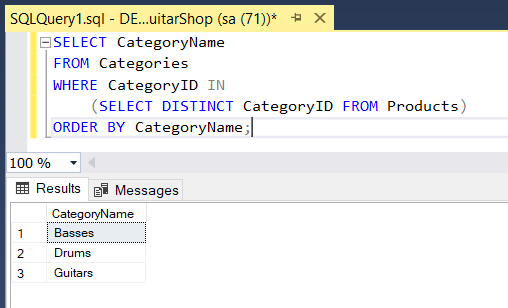 SQLQuery1.sql - DE...uitarShop (sa (71))*
SELECT CategoryName
FROM Categories
WHERE CategoryID IN
(SELECT DISTINCT CategoryID FROM Products)
ORDER BY CategoryName;
100 %
Results Messages
CategoryName
1 Basses
2 Drums
3 Guitars